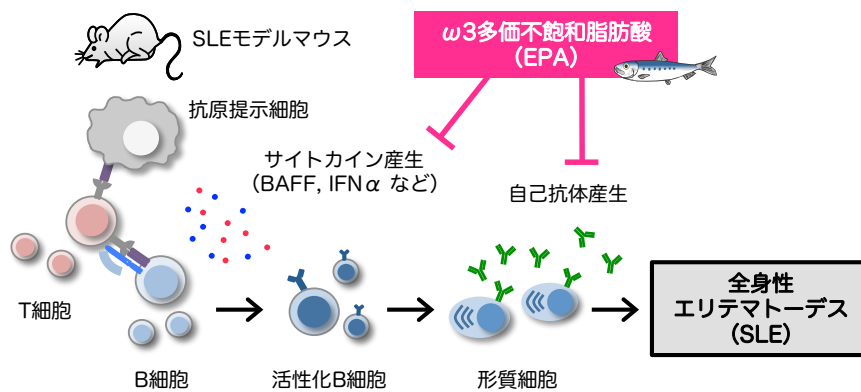 SLEモデルマウス
ω3多価不飽和脂肪酸
（EPA）
抗原提示細胞
サイトカイン産生
（BAFF, IFNα など）
自己抗体産生
T細胞
B細胞
活性化B細胞
形質細胞
全身性
エリテマトーデス
（SLE）